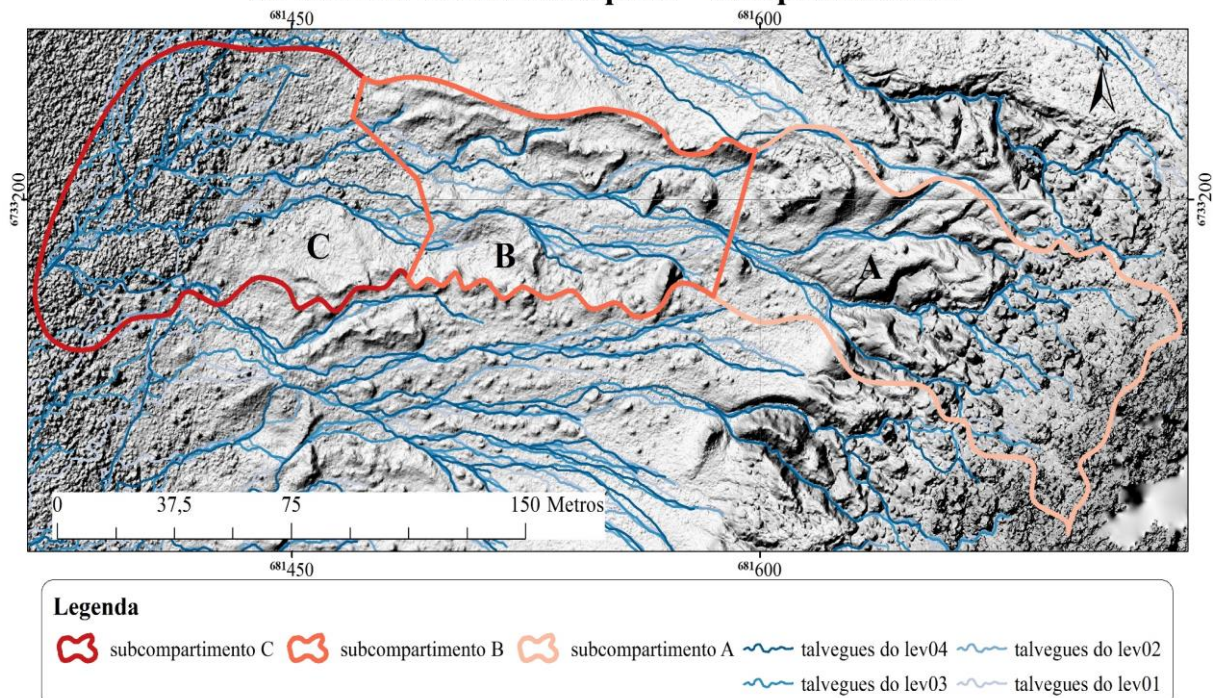 681450 681600
N
6733200 6733200
C B A
0 37,5 75 150 Metros
681450 681600
Legenda
subcompartimento C subcompartimento B subcompartimento A talvegues do lev04 talvegues do lev02
talvegues do lev03 talvegues do lev01